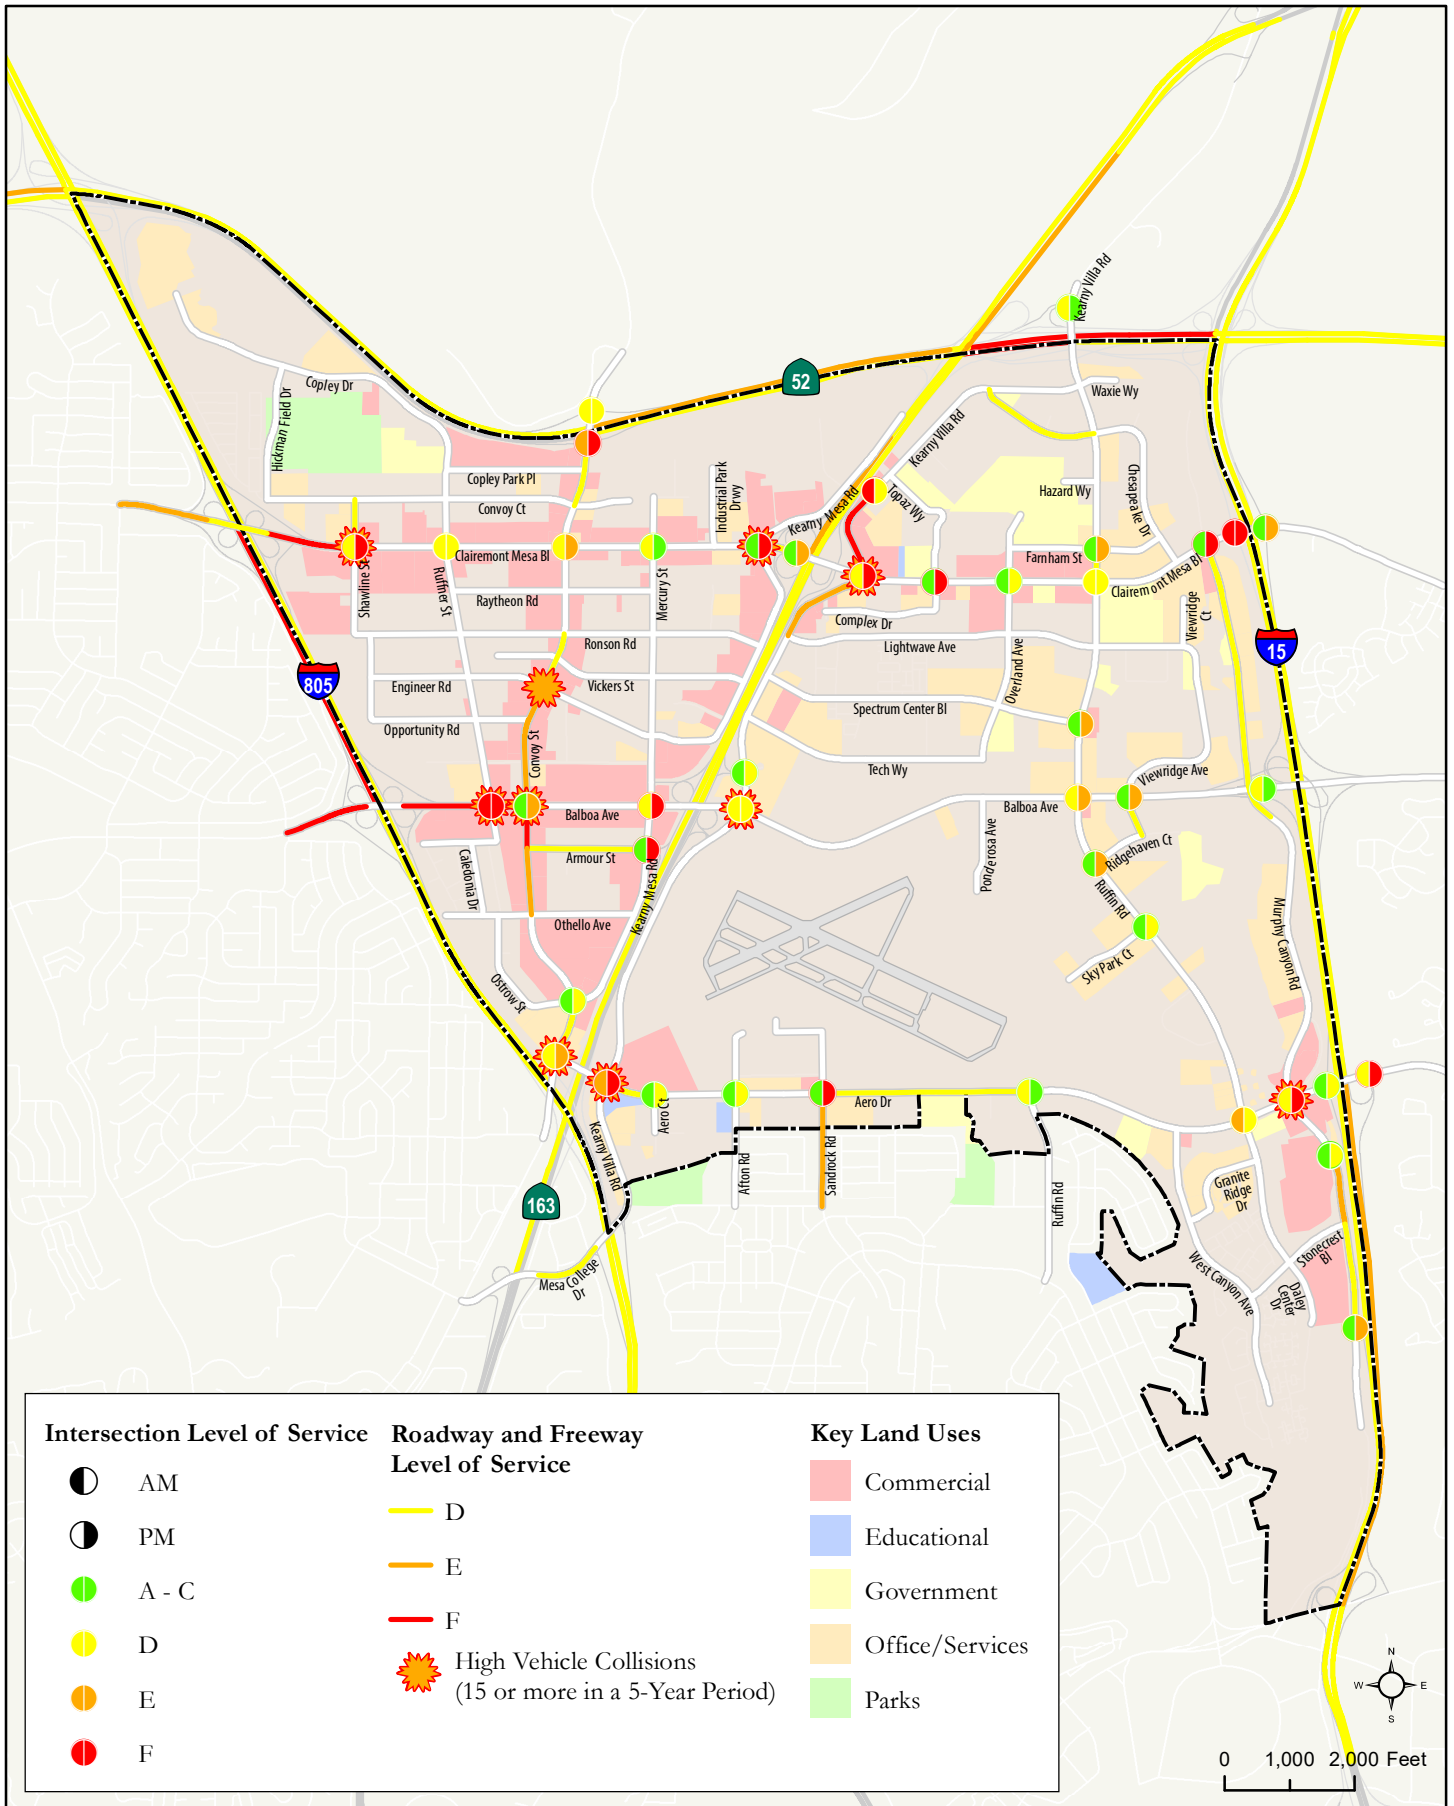 Kearny Villa Rd
52
Copley Dr
Waxie Wy
Hickman Field Dr
Kearny Villa Rd
Copley Park Pl
Industrial Park
Drwy
Hazard Wy
Chesapeake Dr
Convoy Ct
Kearny Mesa Rd
Topaz Wy
Clairemont Mesa Bl
Farnham St
Clairemont Mesa Bl
Shawline St
Ruffner St
Raytheon Rd
Mercury St
Complex Dr
Viewridge
Ct
Ronson Rd
Lightwave Ave
15
805
Engineer Rd
Vickers St
Overland Ave
Opportunity Rd
Convoy St
Spectrum Center Bl
Tech Wy
Viewridge Ave
Balboa Ave
Balboa Ave
Armour St
Ponderosa Ave
Ridgehaven Ct
Caledonia Dr
Kearny Mesa Rd
Ruffin Rd
Othello Ave
Murphy Canyon Rd
Sky Park Ct
Ostrow St
Aero Ct
Aero Dr
Kearny Villa Rd
Afton Rd
Sandrock Rd
Ruffin Rd
Granite
Ridge
Dr
163
Stonecrest
Bl
West Canyon Ave
Daley
Center
Dr
Mesa College
Dr
Intersection Level of Service
AM
PM
A - C
D
E
F
Roadway and Freeway
Level of Service
D
E
F
High Vehicle Collisions
(15 or more in a 5-Year Period)
Key Land Uses
Commercial
Educational
Government
Office/Services
Parks
N
W
E
S
0 1,000 2,000 Feet